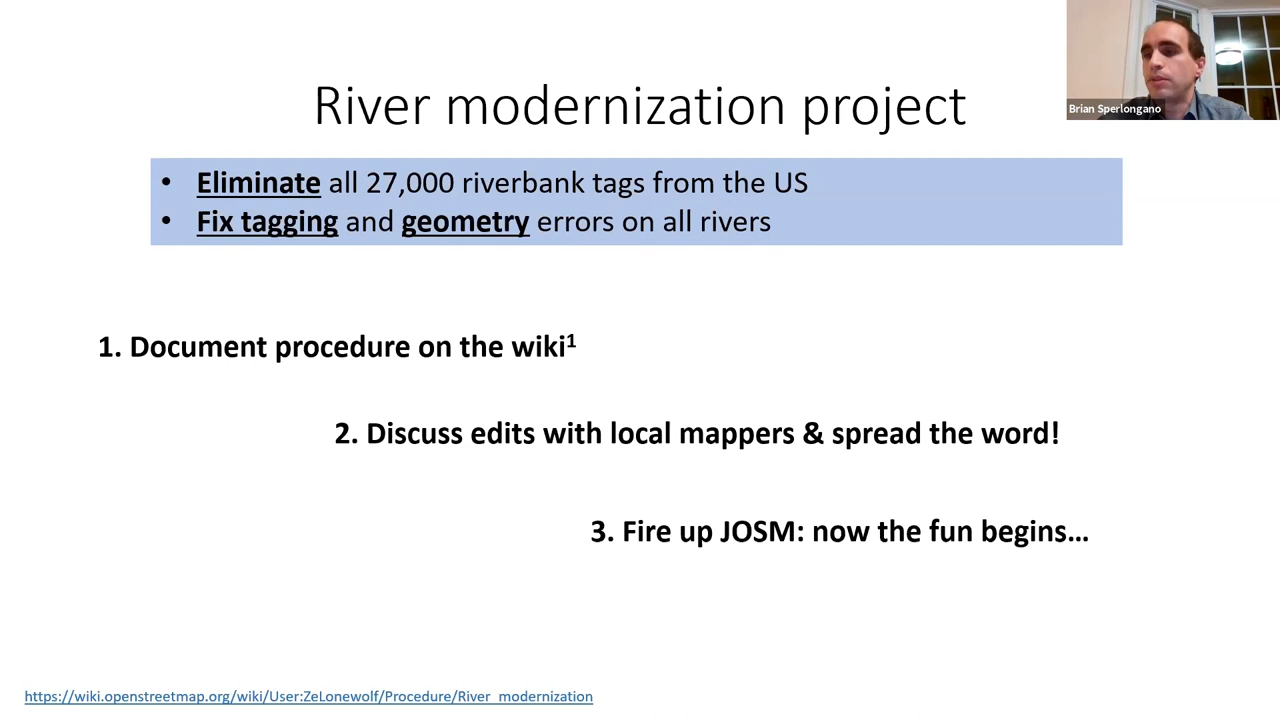 River modernization project
Brian Sperlongano
• Eliminate all 27,000 riverbank tags from the US
• Fix tagging and geometry errors on all rivers
1. Document procedure on the wiki¹
2. Discuss edits with local mappers & spread the word!
3. Fire up JOSM: now the fun begins…
https://wiki.openstreetmap.org/wiki/User:ZeLonewolf/Procedure/River_modernization